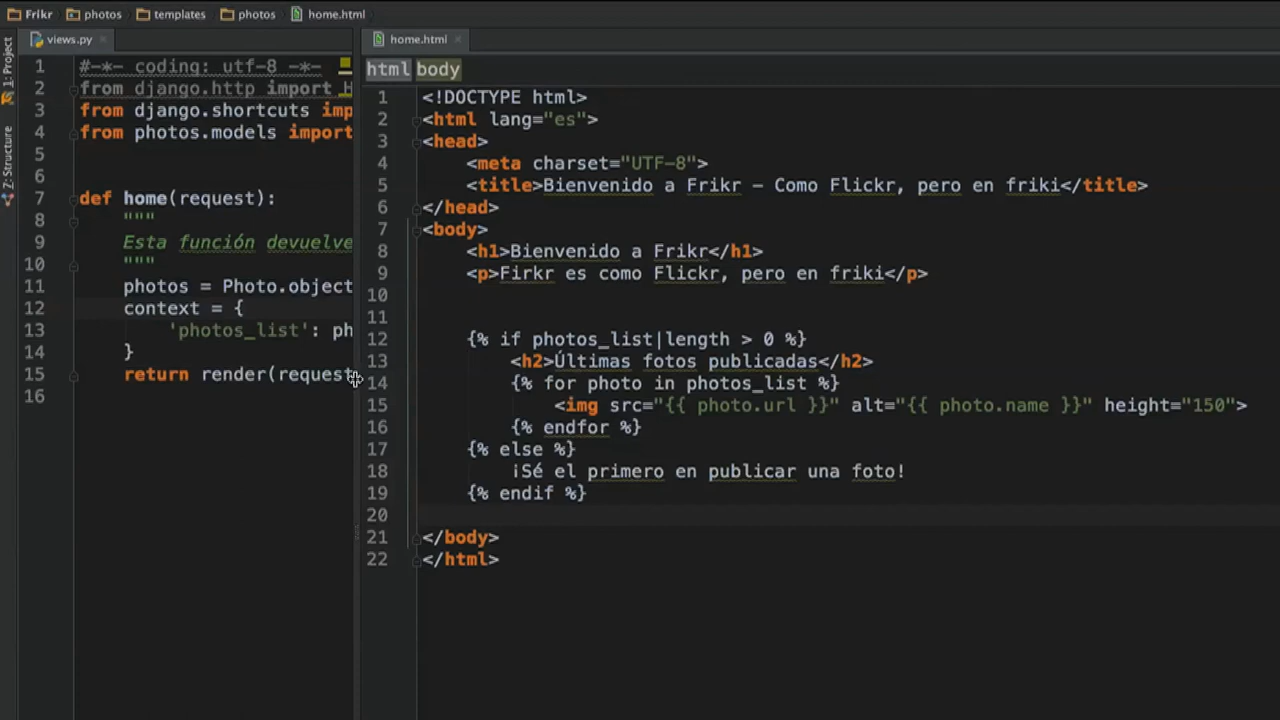 Frikr photos templates photos home.html
views.py
1: Project
Z: Structure
1 #-*- coding: utf-8 -*-
2 from django.http import H
3 from django.shortcuts imp
4 from photos.models import
5
6
7 def home(request):
8 """
9 Esta función devuelve
10 """
11 photos = Photo.object
12 context = {
13 'photos_list': ph
14 }
15 return render(request
16
home.html
html body
1 <!DOCTYPE html>
2 <html lang="es">
3 <head>
4 <meta charset="UTF-8">
5 <title>Bienvenido a Frikr – Como Flickr, pero en friki</title>
6 </head>
7 <body>
8 <h1>Bienvenido a Frikr</h1>
9 <p>Firkr es como Flickr, pero en friki</p>
10
11
12 {% if photos_list|length > 0 %}
13 <h2>Últimas fotos publicadas</h2>
14 {% for photo in photos_list %}
15 <img src="{{ photo.url }}" alt="{{ photo.name }}" height="150">
16 {% endfor %}
17 {% else %}
18 ¡Sé el primero en publicar una foto!
19 {% endif %}
20
21 </body>
22 </html>